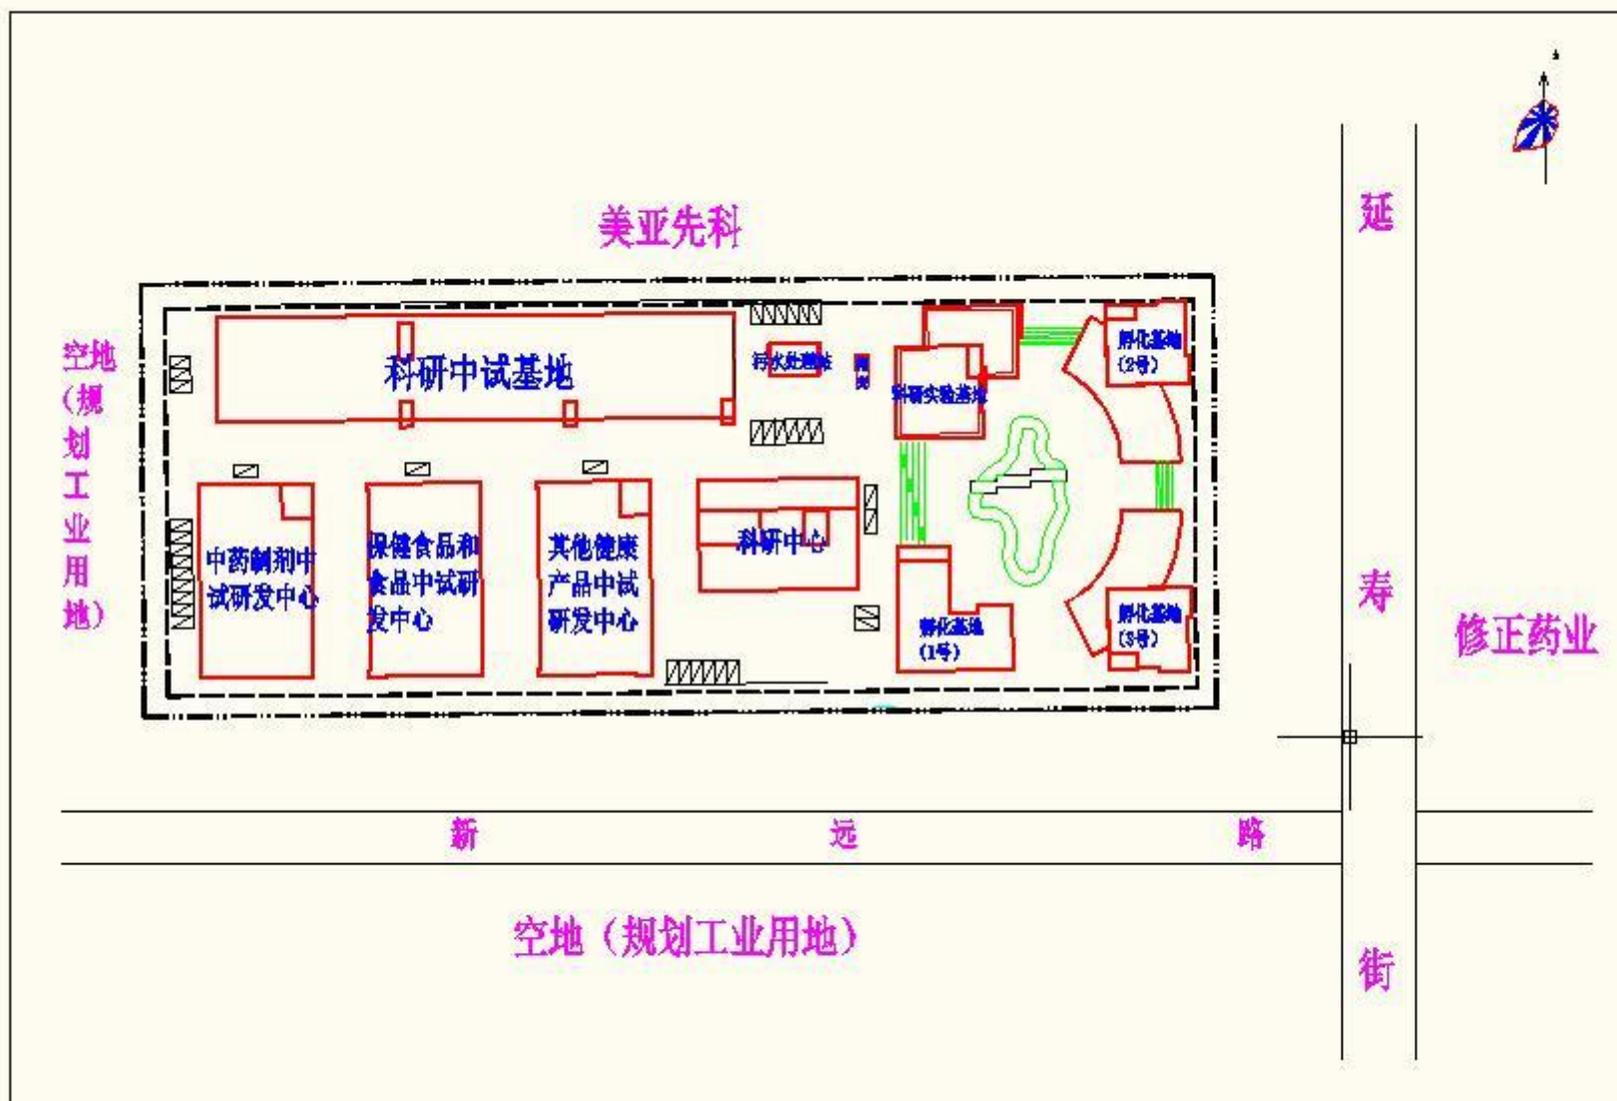 美亚先科
延
寿
街
空地
（规
划
工
业
用
地）
科研中试基地
污水处理站
科研实验基地
孵化基地
(2号)
中药制剂中
试研发中心
保健食品和
食品中试研
发中心
其他健康
产品中试
研发中心
科研中心
孵化基地
(1号)
孵化基地
(3号)
修正药业
新 远 路
空地（规划工业用地）